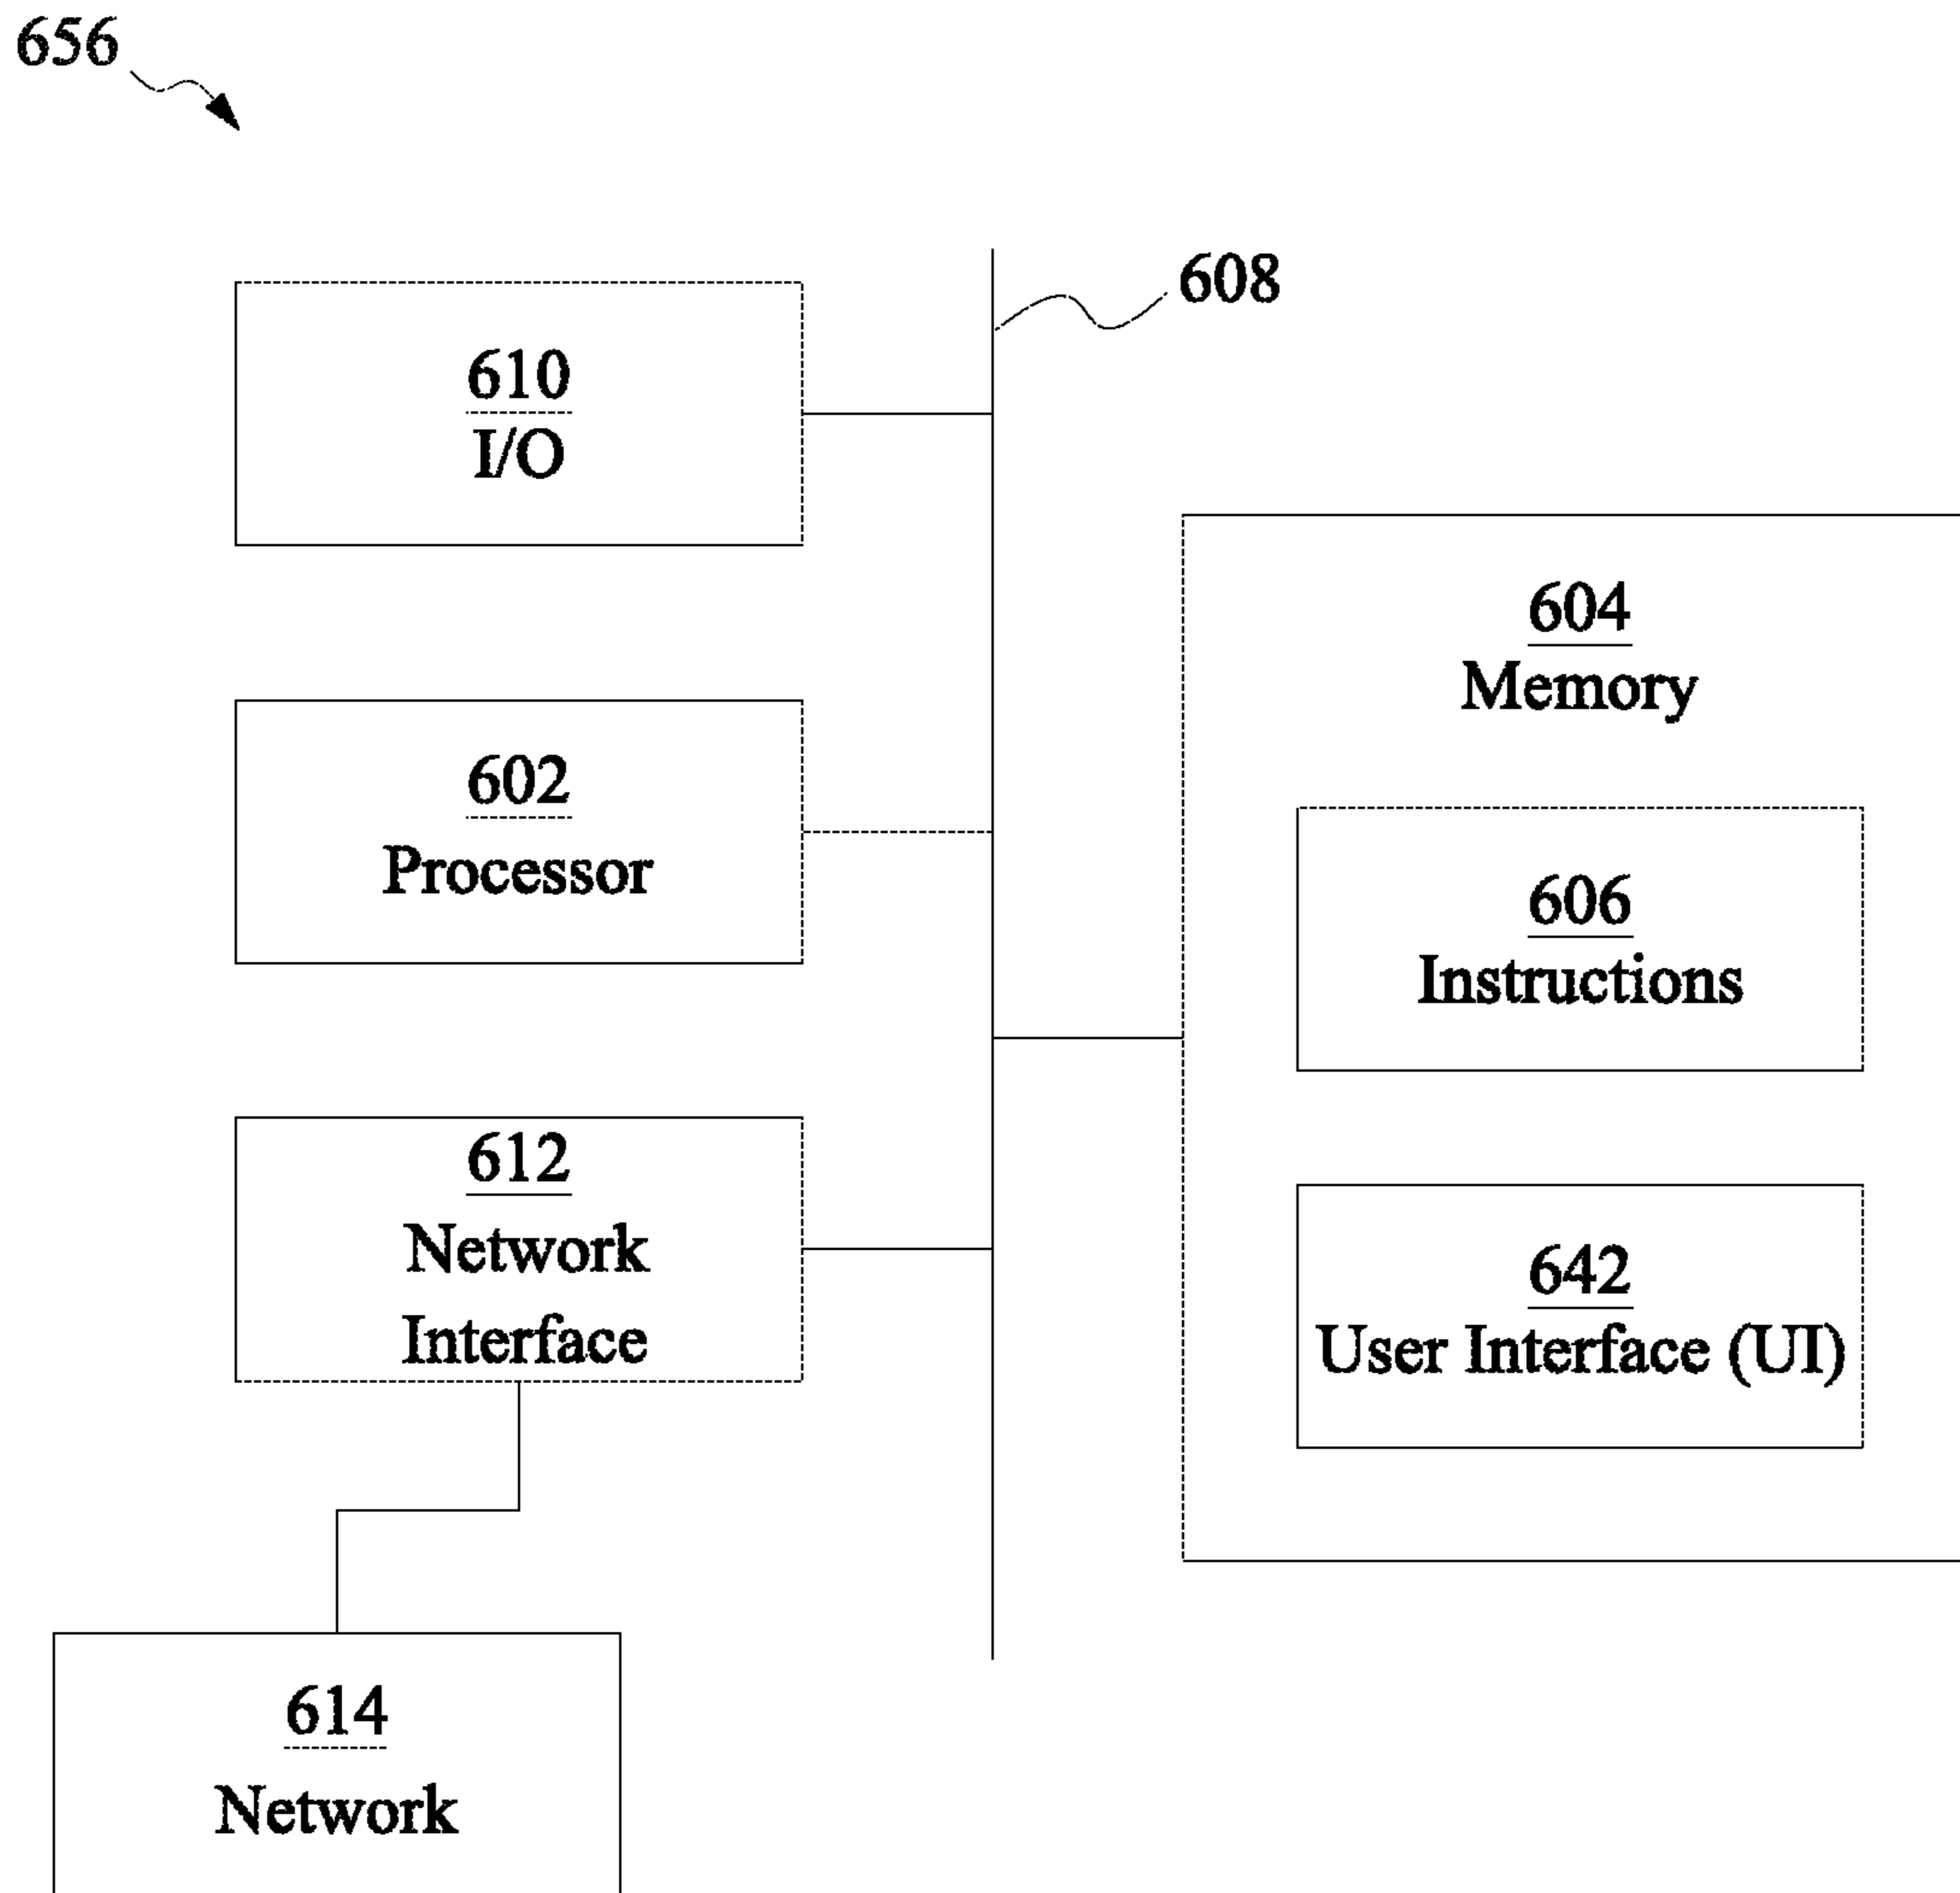 656
608
610
I/O
602
Processor
612
Network
Interface
614
Network
604
Memory
606
Instructions
642
User Interface (UI)